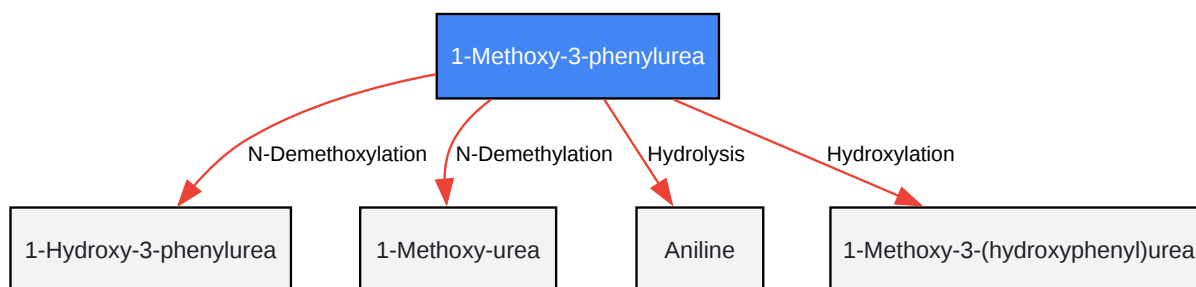 1-Methoxy-3-phenylurea
N-Demethoxylation
N-Demethylation
Hydrolysis
Hydroxylation
1-Hydroxy-3-phenylurea
1-Methoxy-urea
Aniline
1-Methoxy-3-(hydroxyphenyl)urea